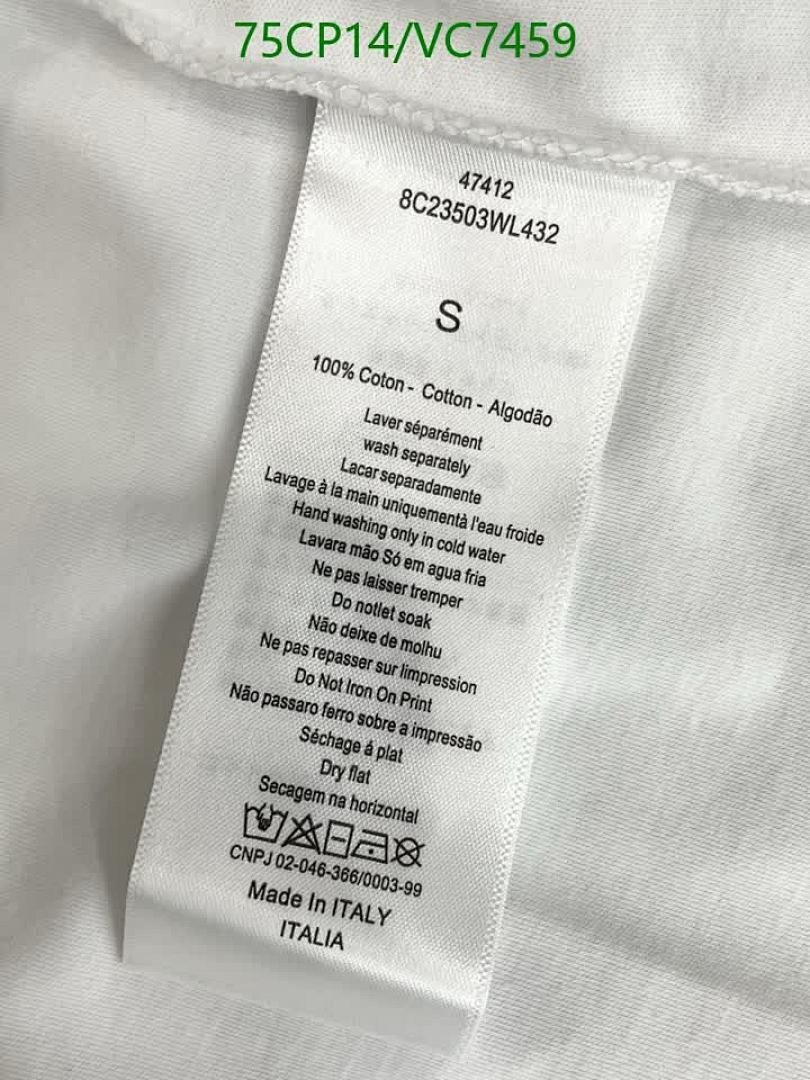 75CP14/VC7459
47412
8C23503WL432
S
100% Coton - Cotton - Algodão
Laver séparément
wash separately
Lacar separadamente
Lavage à la main uniquementà l'eau froide
Hand washing only in cold water
Lavara mão Só em agua fria
Ne pas laisser tremper
Do notlet soak
Não deixe de molhu
Ne pas repasser sur limpression
Do Not Iron On Print
Não passaro ferro sobre a impressão
Séchage á plat
Dry flat
Secagem na horizontal
CNPJ 02-046-366/0003-99
Made In ITALY
ITALIA